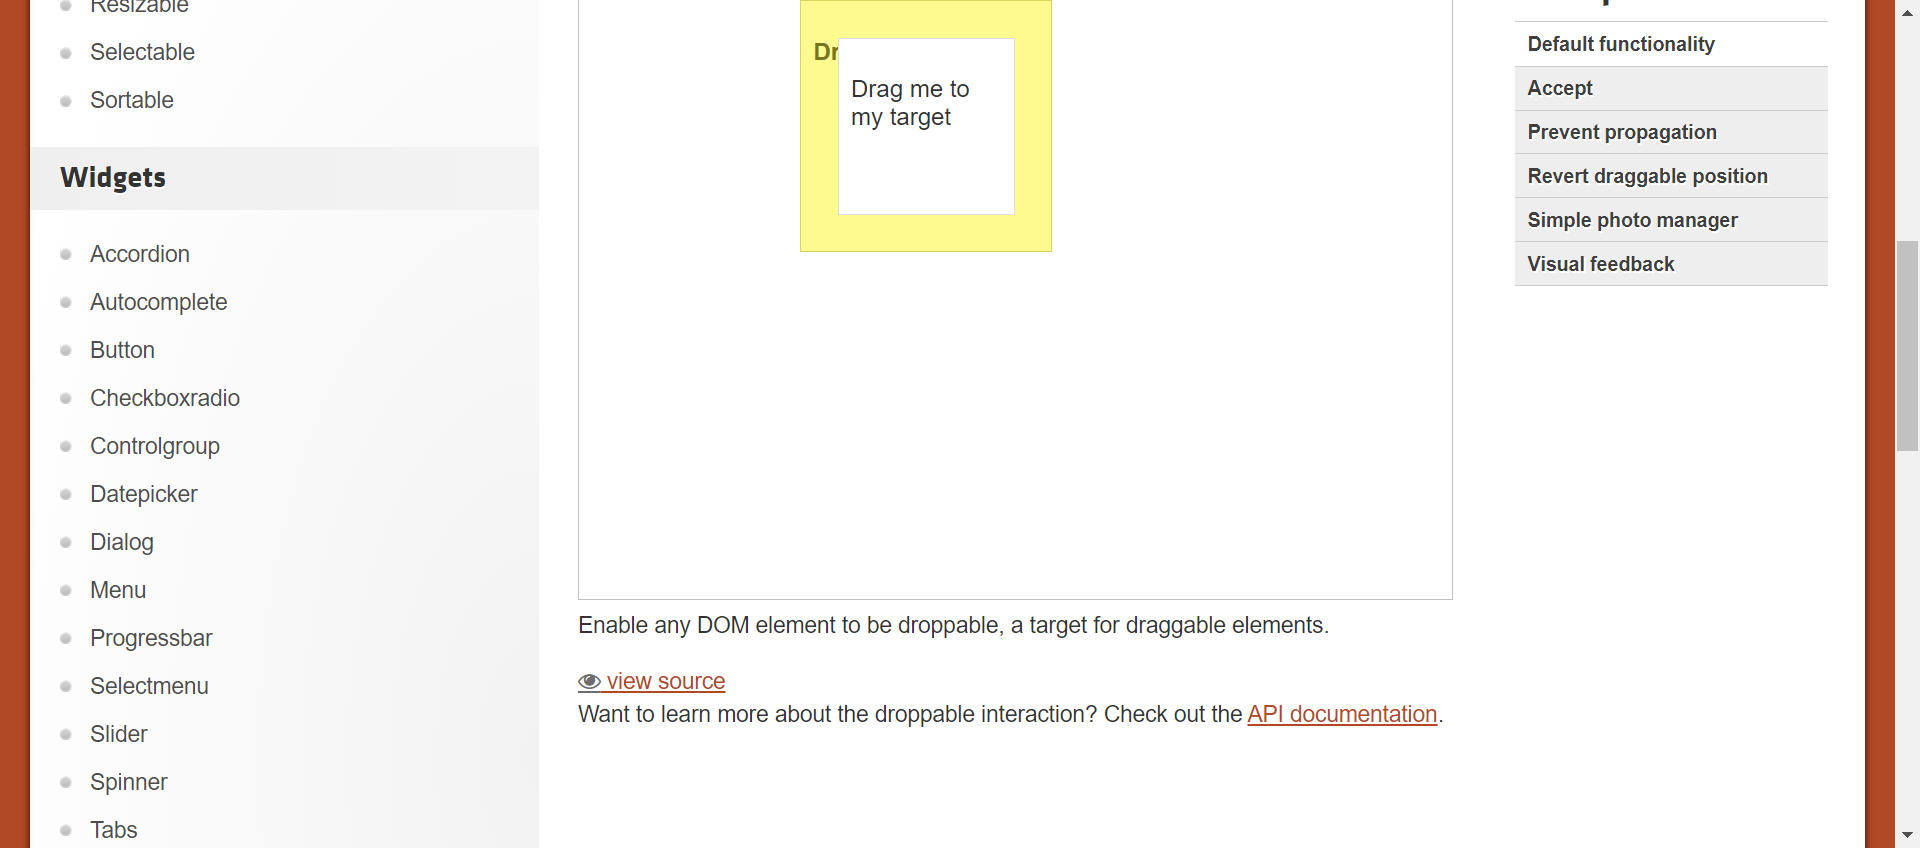 Resizable
Selectable
Sortable
Widgets
Accordion
Autocomplete
Button
Checkboxradio
Controlgroup
Datepicker
Dialog
Menu
Progressbar
Selectmenu
Slider
Spinner
Tabs
Dr
Drag me to
my target
Enable any DOM element to be droppable, a target for draggable elements.
view source
Want to learn more about the droppable interaction? Check out the API documentation.
Default functionality
Accept
Prevent propagation
Revert draggable position
Simple photo manager
Visual feedback